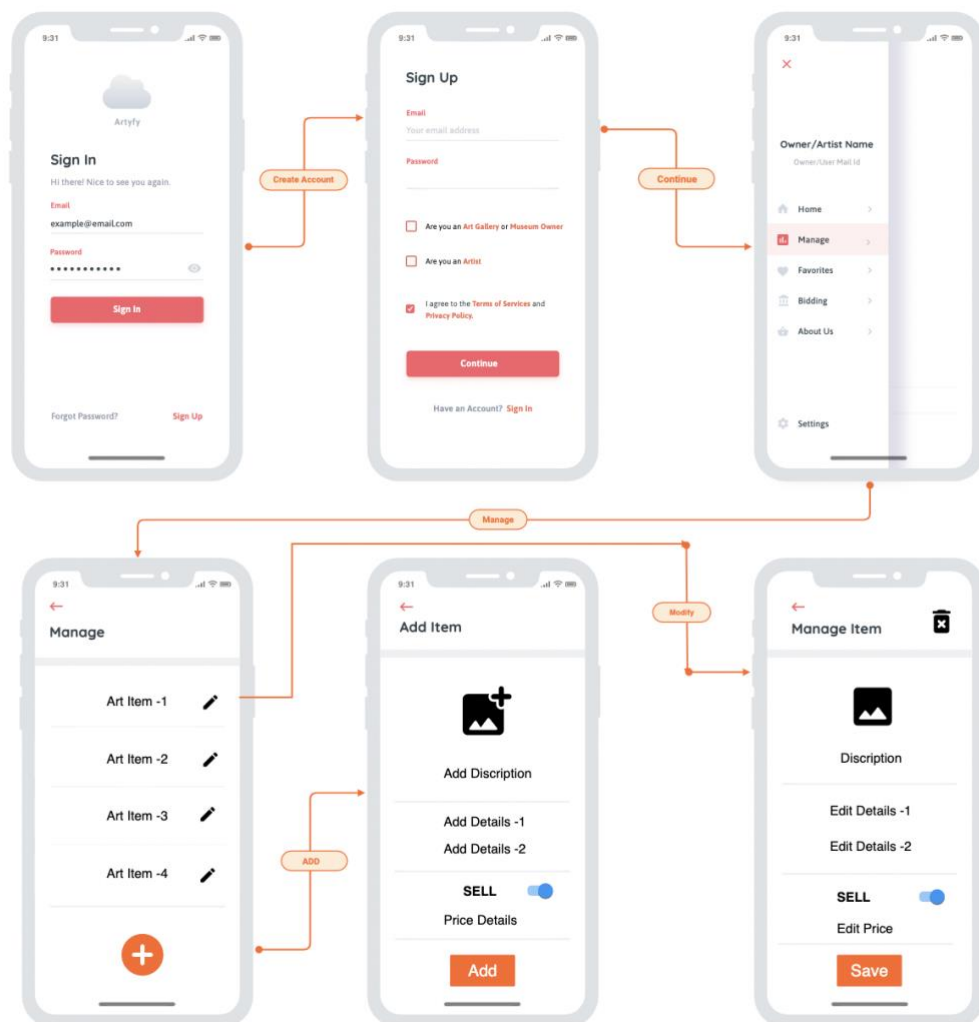 9:31
Artyfy
Sign In
Hi there! Nice to see you again.
Email
example@email.com
Password
Sign In
Forgot Password?
Sign Up
Create Account
9:31
Sign Up
Email
Your email address
Password
Are you an Art Gallery or Museum Owner
Are you an Artist
I agree to the Terms of Services and
Privacy Policy.
Continue
Have an Account? Sign In
Continue
9:31
Owner/Artist Name
Owner/User Mail Id
Home
Manage
Favorites
Bidding
About Us
Settings
Manage
9:31
Manage
Art Item -1
Art Item -2
Art Item -3
Art Item -4
ADD
9:31
Add Item
Add Discription
Add Details -1
Add Details -2
SELL
Price Details
Add
Modify
Manage Item
Discription
Edit Details -1
Edit Details -2
SELL
Edit Price
Save